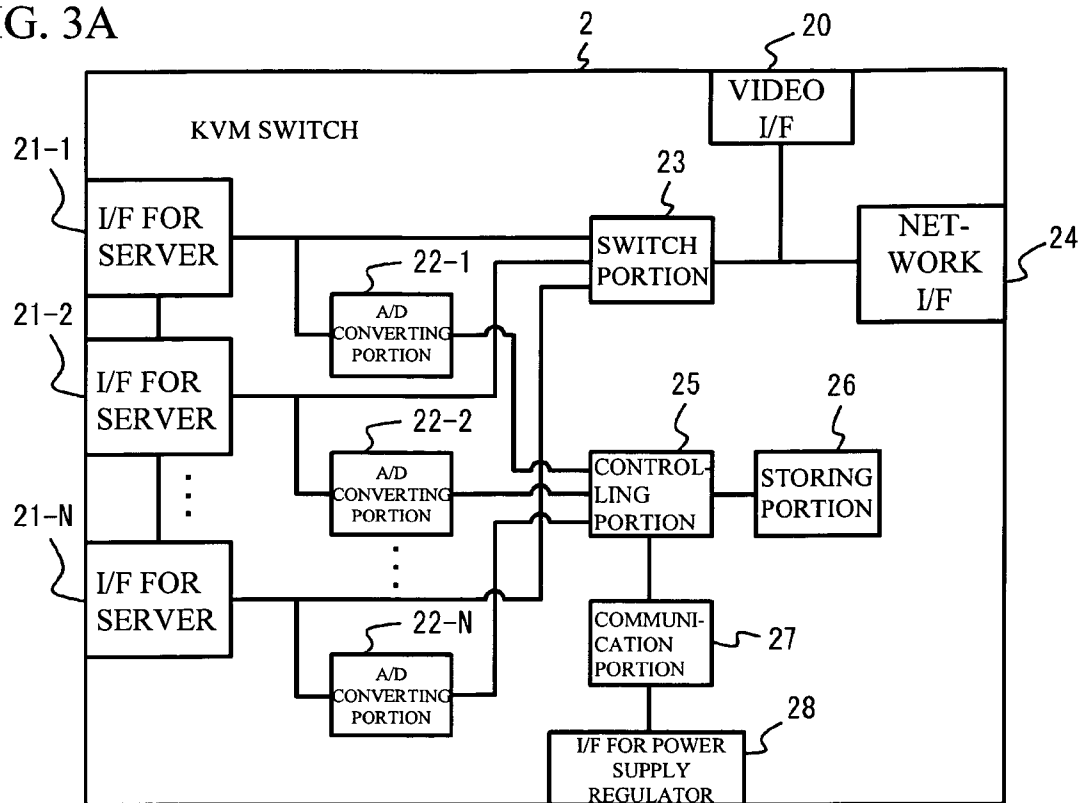 IG. 3A
2
20
VIDEO
I/F
KVM SWITCH
21-1
23
I/F FOR
SERVER
22-1
SWITCH
PORTION
NET-
WORK
I/F
24
A/D
CONVERTING
PORTION
21-2
I/F FOR
SERVER
22-2
25
26
A/D
CONVERTING
PORTION
CONTROL-
LING
PORTION
STORING
PORTION
21-N
I/F FOR
SERVER
22-N
COMMUNI-
CATION
PORTION
27
A/D
CONVERTING
PORTION
28
I/F FOR POWER
SUPPLY
REGULATOR